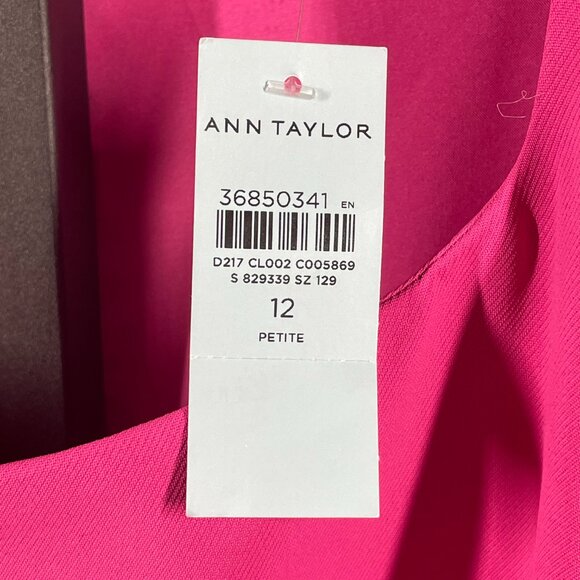 ANN TAYLOR
36850341 EN
D217 CL002 C005869
S 829339 SZ 129
12
PETITE